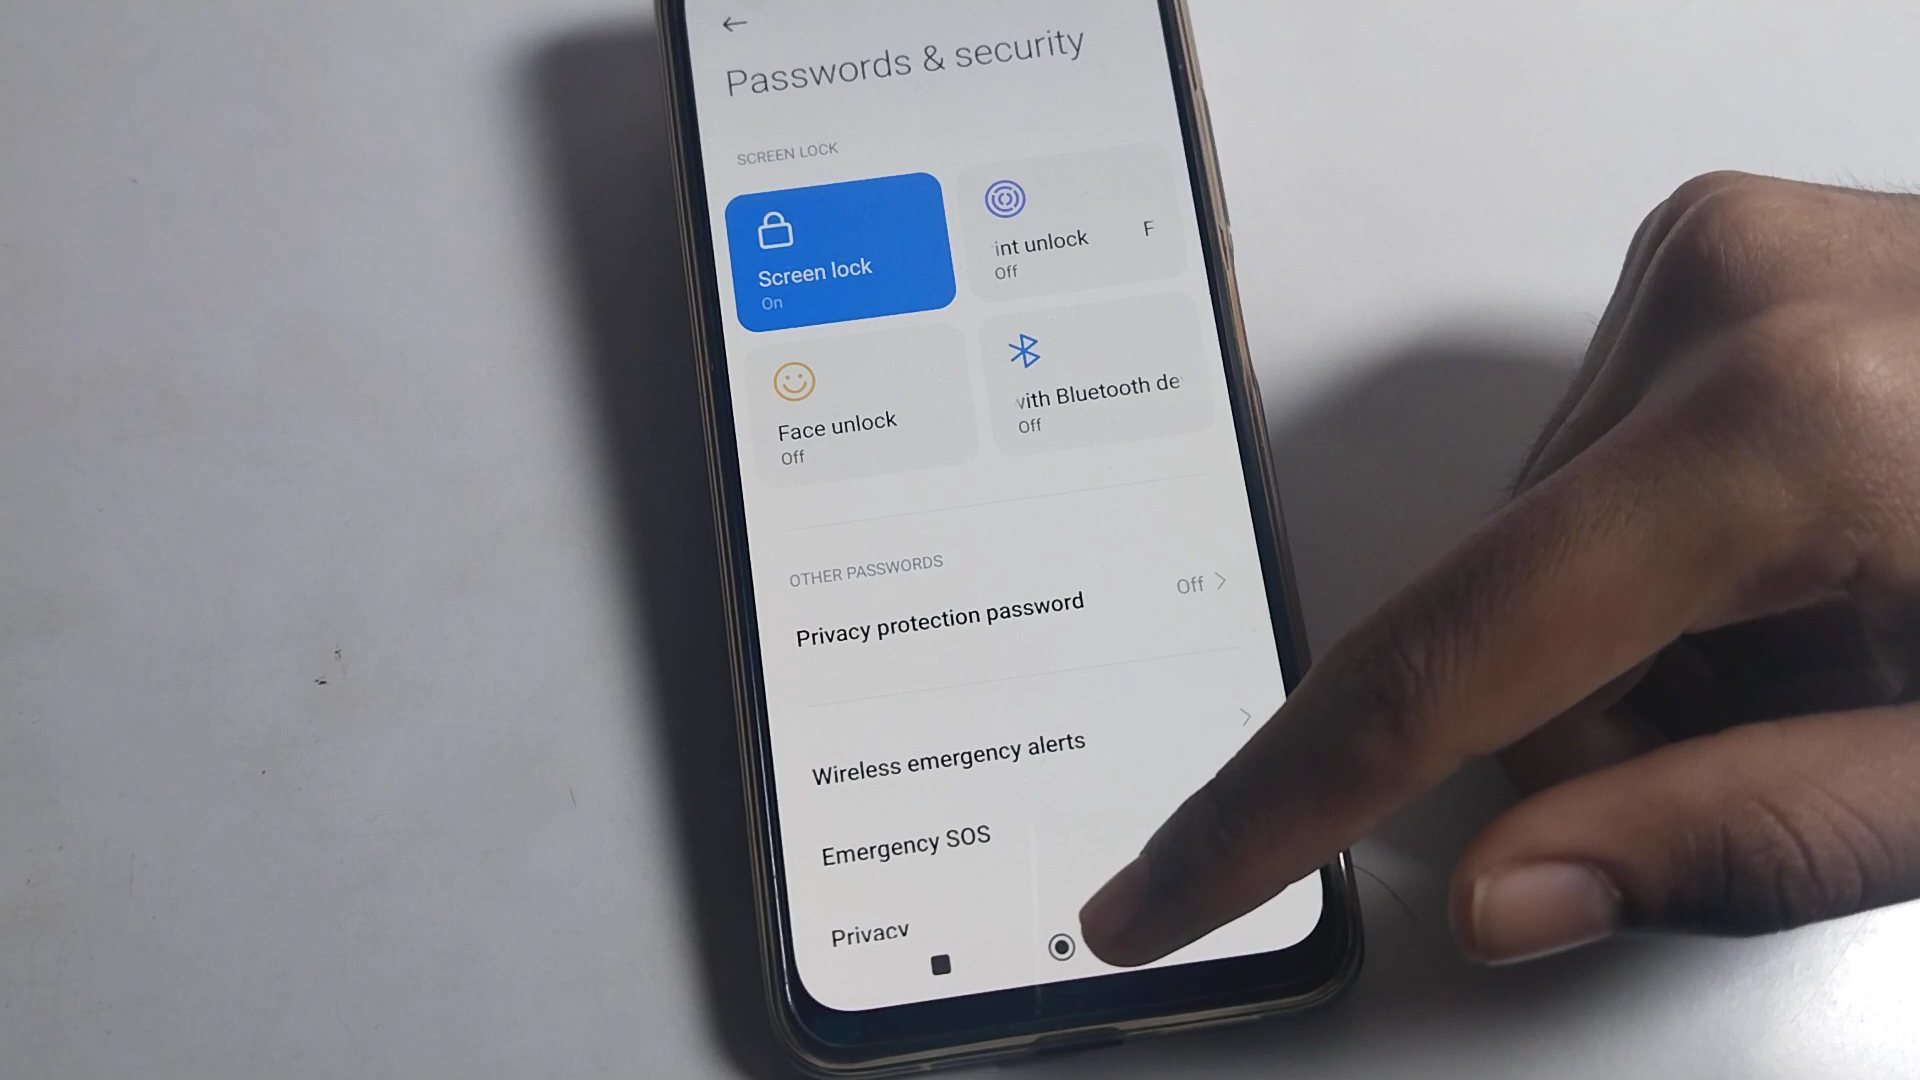 Passwords & security
SCREEN LOCK
Screen lock
On
int unlock F
Off
Face unlock
Off
with Bluetooth de
Off
OTHER PASSWORDS
Privacy protection password Off
Wireless emergency alerts
Emergency SOS
Privacy